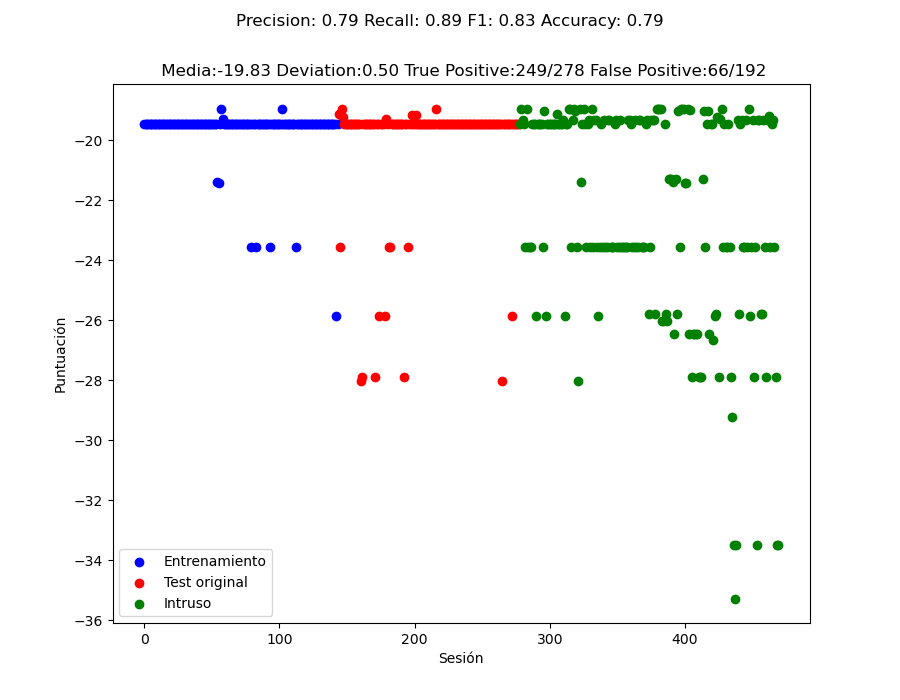 Precision: 0.79 Recall: 0.89 F1: 0.83 Accuracy: 0.79
Media:-19.83 Deviation:0.50 True Positive:249/278 False Positive:66/192
−20
−22
−24
−26
−28
−30
−32
−34
−36
Puntuación
Entrenamiento
Test original
Intruso
0
100
200
300
400
Sesión